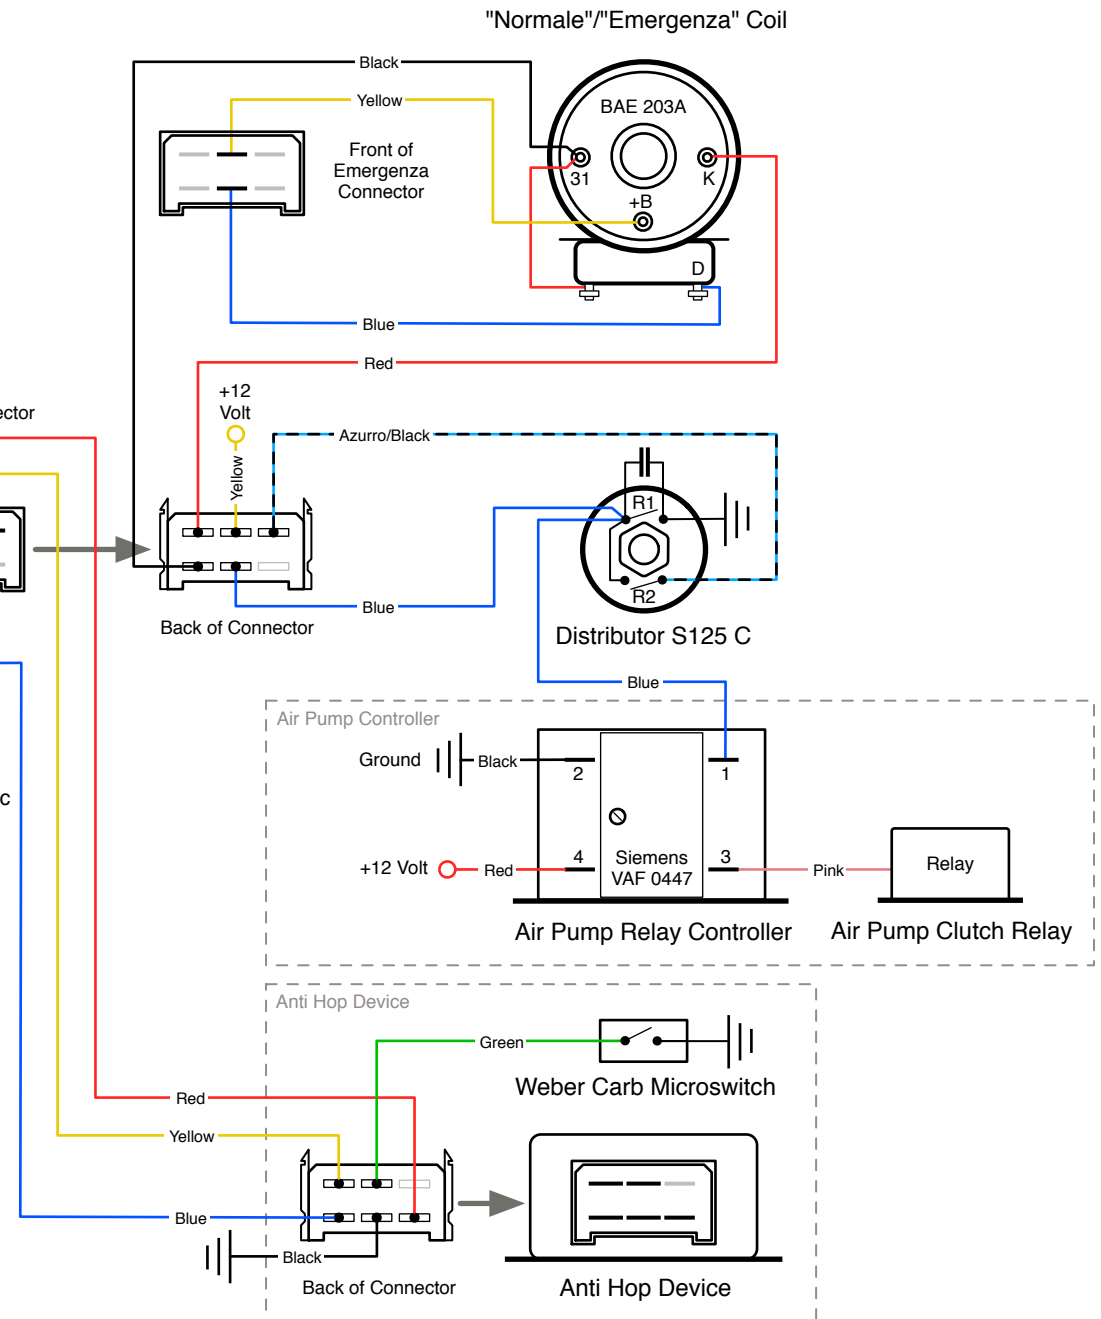 "Normale"/"Emergenza" Coil
Black
Yellow
BAE 203A
Front of
Emergenza
Connector
31
K
+B
D
Blue
Red
+12
Volt
ector
Azurro/Black
Yellow
R1
R2
Blue
Back of Connector
Distributor S125 C
Blue
Air Pump Controller
Ground
Black
2
1
c
+12 Volt
Red
4
Siemens
VAF 0447
3
Pink
Relay
Air Pump Relay Controller
Air Pump Clutch Relay
Anti Hop Device
Green
Weber Carb Microswitch
Red
Yellow
Blue
Black
Back of Connector
Anti Hop Device